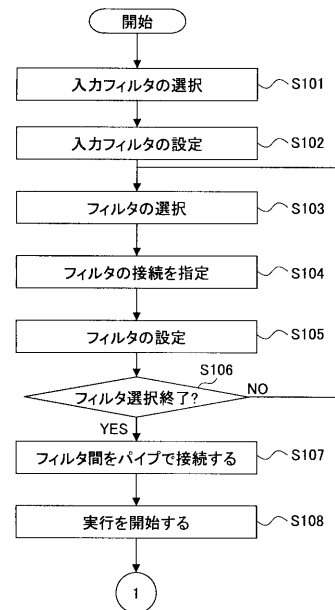 開始
入力フィルタの選択
S101
入力フィルタの設定
S102
フィルタの選択
S103
フィルタの接続を指定
S104
フィルタの設定
S105
S106
フィルタ選択終了?
NO
YES
フィルタ間をパイプで接続する
S107
実行を開始する
S108
1